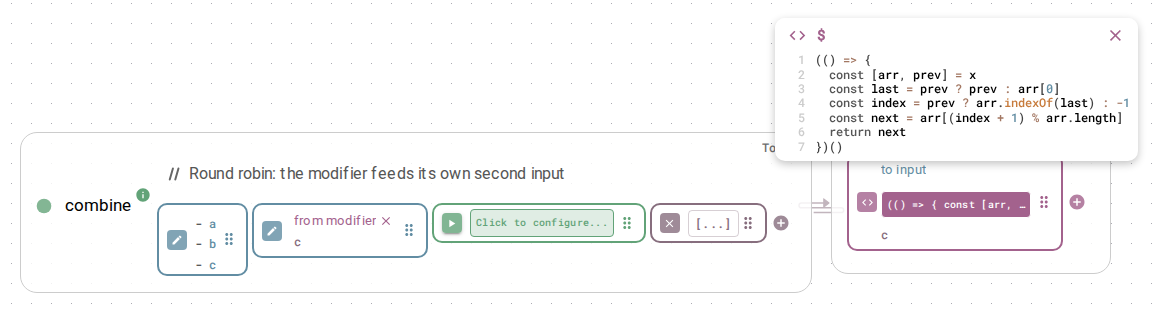 <> $
1 (() => {
2 const [arr, prev] = x
3 const last = prev ? prev : arr[0]
4 const index = prev ? arr.indexOf(last) : -1
5 const next = arr[(index + 1) % arr.length]
6 return next
7 })()
To
// Round robin: the modifier feeds its own second input
combine
- a
- b
- c
from modifier ×
c
Click to configure...
[...]
to input
(() => { const [arr, …
c